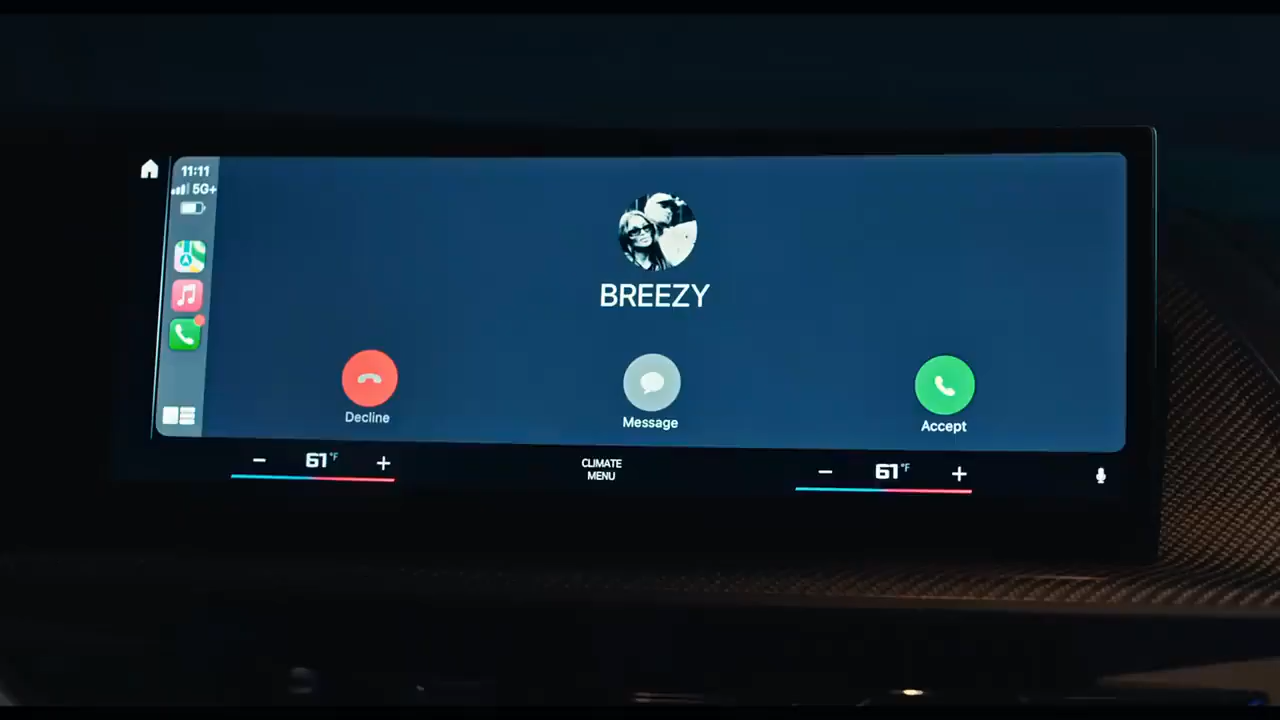 11:11
5G+
BREEZY
Decline
Message
Accept
61°F
CLIMATE
MENU
61°F